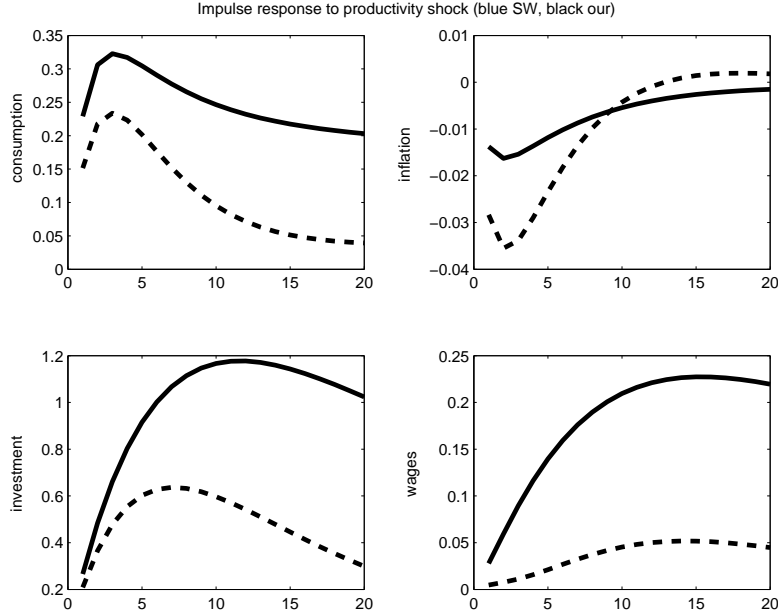 Impulse response to productivity shock (blue SW, black our)
0.35
0.3
0.25
0.2
0.15
0.1
0.05
0
0 5 10 15 20
consumption
0.01
0
−0.01
−0.02
−0.03
−0.04
0 5 10 15 20
inflation
1.2
1
0.8
0.6
0.4
0.2
0 5 10 15 20
investment
0.25
0.2
0.15
0.1
0.05
0
0 5 10 15 20
wages